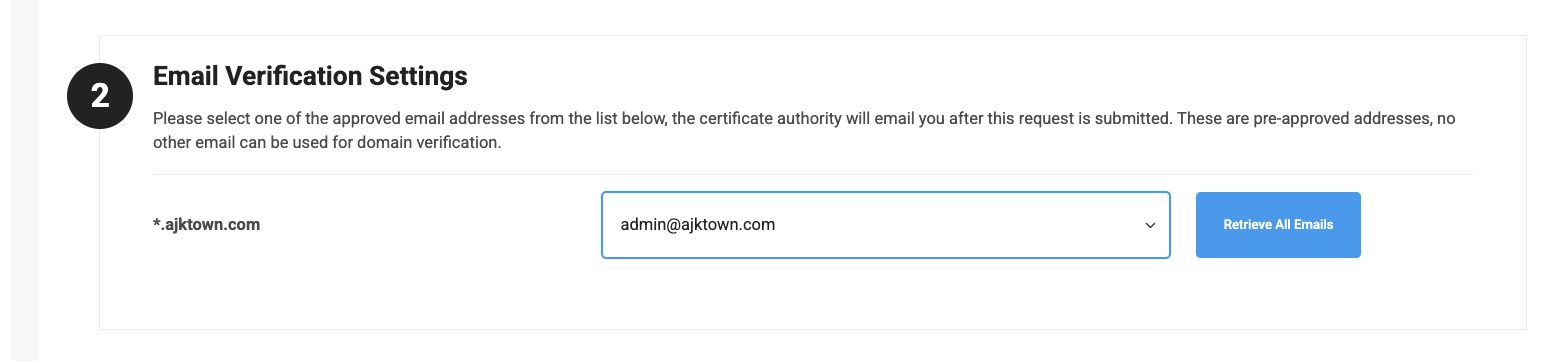 2
Email Verification Settings
Please select one of the approved email addresses from the list below, the certificate authority will email you after this request is submitted. These are pre-approved addresses, no
other email can be used for domain verification.
*.ajktown.com
admin@ajktown.com
Retrieve All Emails